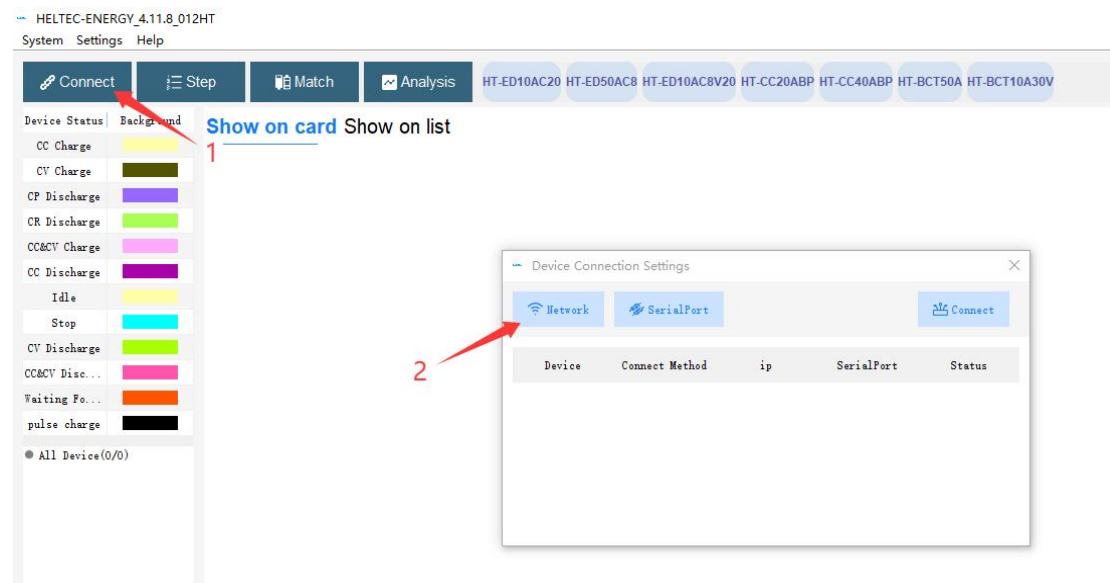 HELTEC-ENERGY_4.11.8_012HT
System Settings Help
Connect Step Match Analysis HT-ED10AC20 HT-ED50AC8 HT-ED10AC8V20 HT-CC20ABP HT-CC40ABP HT-BCT50A HT-BCT10A30V
Device Status Background
Show on card Show on list
1
CC Charge
CV Charge
CP Discharge
CR Discharge
CC&CV Charge
CC Discharge
Idle
Stop
CV Discharge
CC&CV Disc...
Waiting Fo...
pulse charge
All Device(0/0)
Device Connection Settings
Network SerialPort Connect
2
Device Connect Method ip SerialPort Status